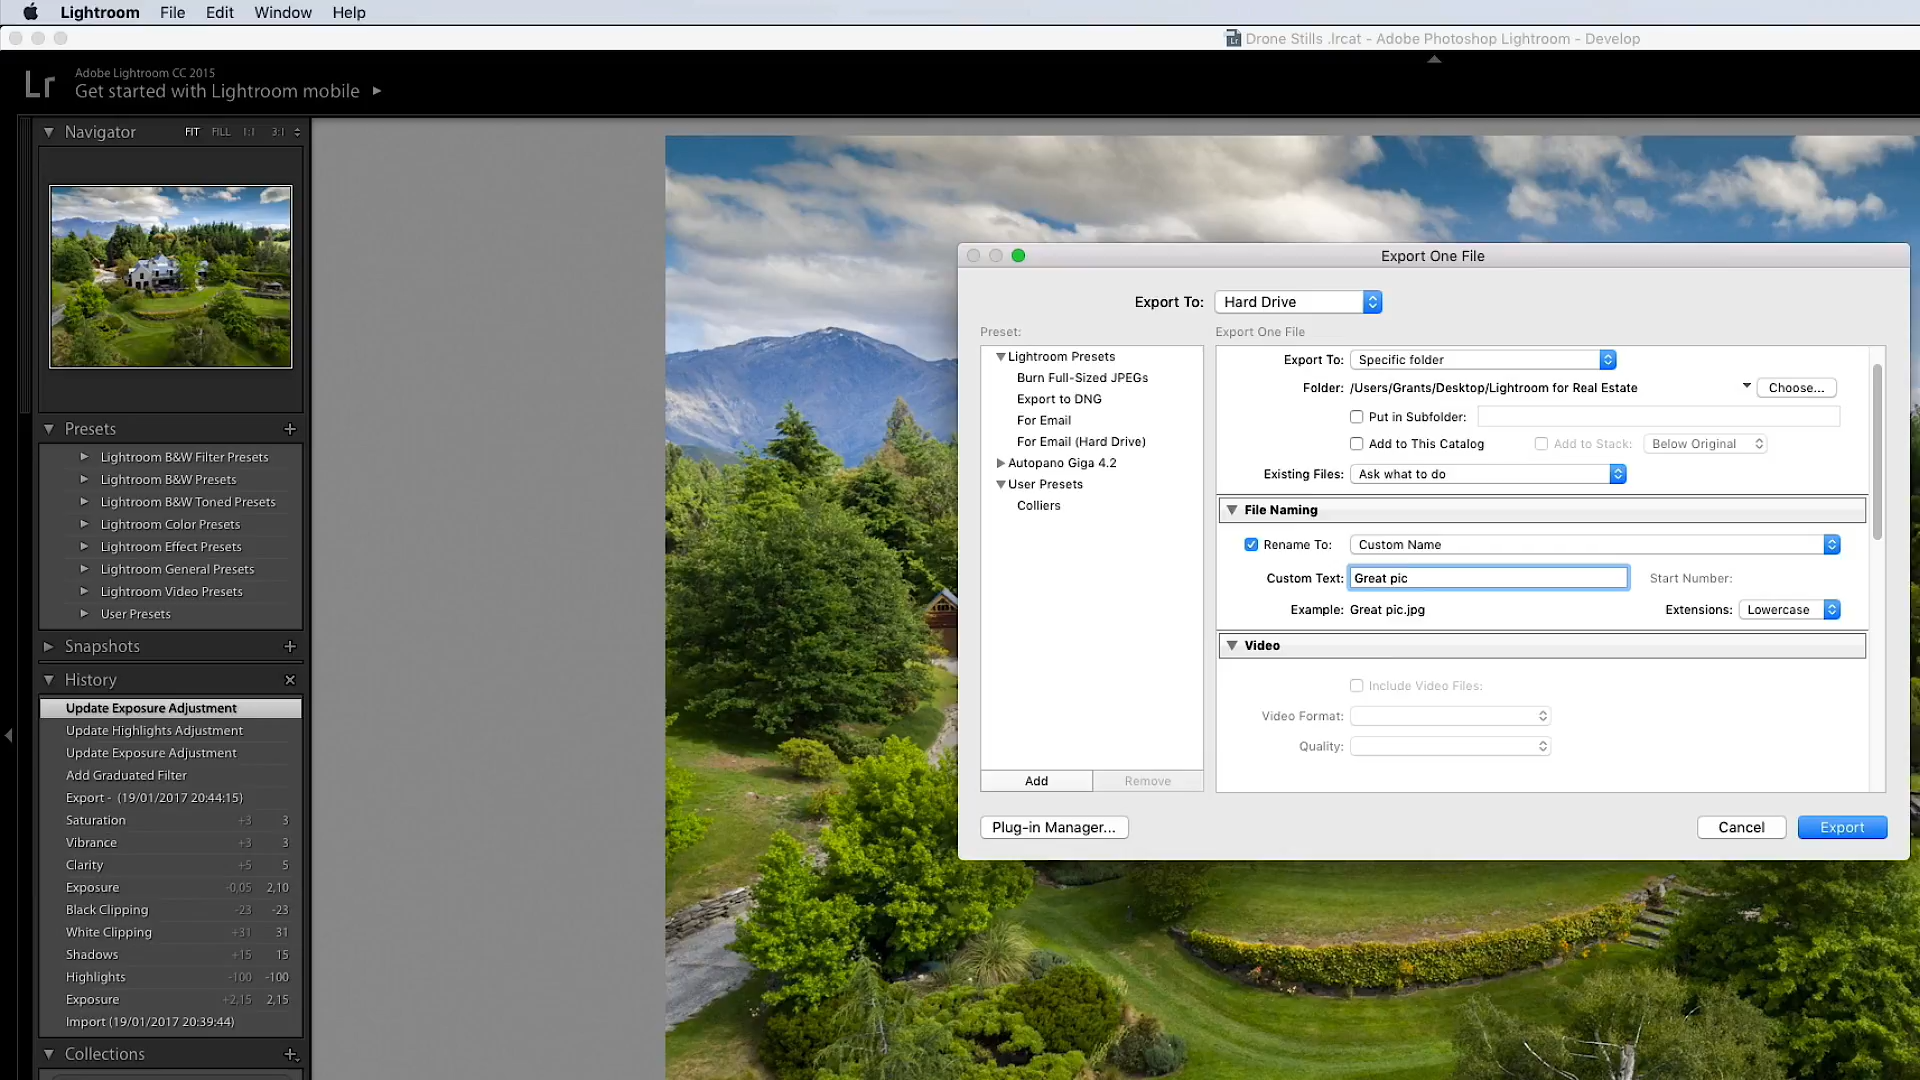 Lightroom File Edit Window Help
Drone Stills .lrcat - Adobe Photoshop Lightroom - Develop
Lr
Adobe Lightroom CC 2015
Get started with Lightroom mobile
Navigator FIT FILL 1:1 3:1
Presets +
Lightroom B&W Filter Presets
Lightroom B&W Presets
Lightroom B&W Toned Presets
Lightroom Color Presets
Lightroom Effect Presets
Lightroom General Presets
Lightroom Video Presets
User Presets
Snapshots +
History ×
Update Exposure Adjustment
Update Highlights Adjustment
Update Exposure Adjustment
Add Graduated Filter
Export - (19/01/2017 20:44:15)
Saturation +3 3
Vibrance +3 3
Clarity +5 5
Exposure -0,05 2,10
Black Clipping -23 -23
White Clipping +31 31
Shadows +15 15
Highlights -100 -100
Exposure +2,15 2,15
Import (19/01/2017 20:39:44)
Collections +
Export One File
Export To: Hard Drive
Preset:
Lightroom Presets
Burn Full-Sized JPEGs
Export to DNG
For Email
For Email (Hard Drive)
Autopano Giga 4.2
User Presets
Colliers
Add Remove
Plug-in Manager...
Export One File
Export To: Specific folder
Folder: /Users/Grants/Desktop/Lightroom for Real Estate Choose...
Put in Subfolder:
Add to This Catalog Add to Stack: Below Original
Existing Files: Ask what to do
File Naming
Rename To: Custom Name
Custom Text: Great pic Start Number:
Example: Great pic.jpg Extensions: Lowercase
Video
Include Video Files:
Video Format:
Quality:
Cancel Export